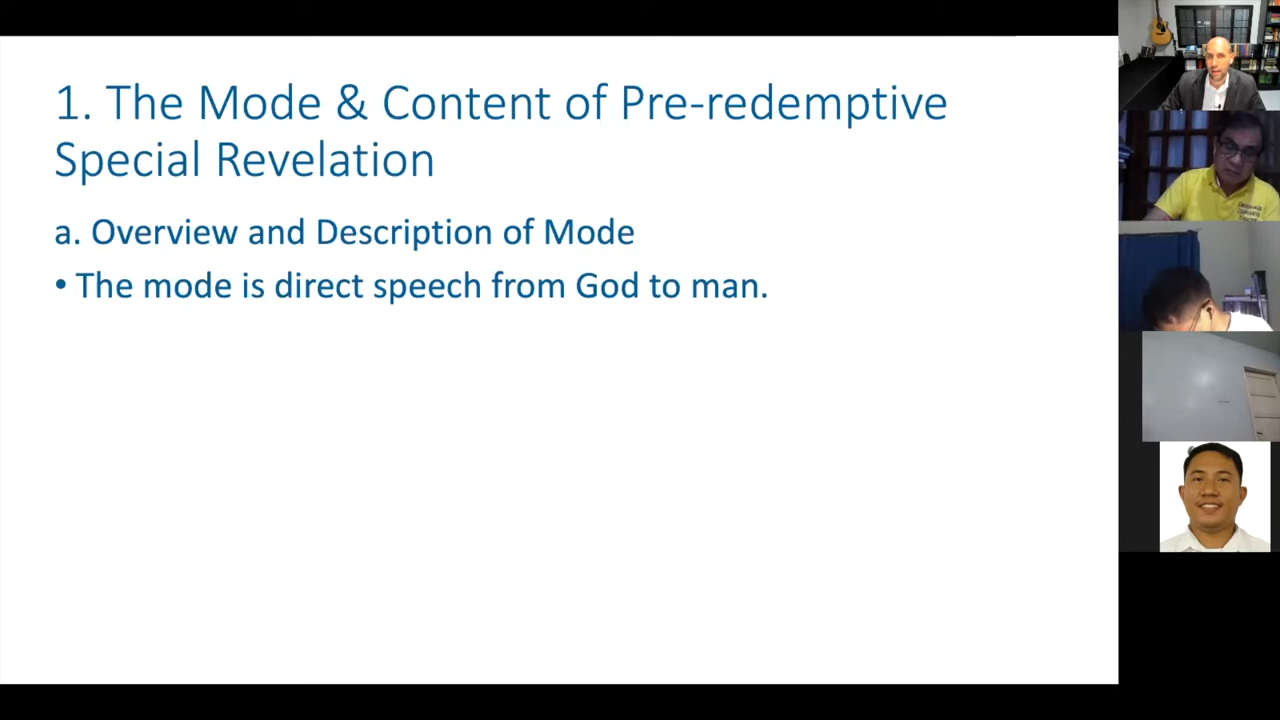 1. The Mode & Content of Pre-redemptive
Special Revelation
a. Overview and Description of Mode
• The mode is direct speech from God to man.